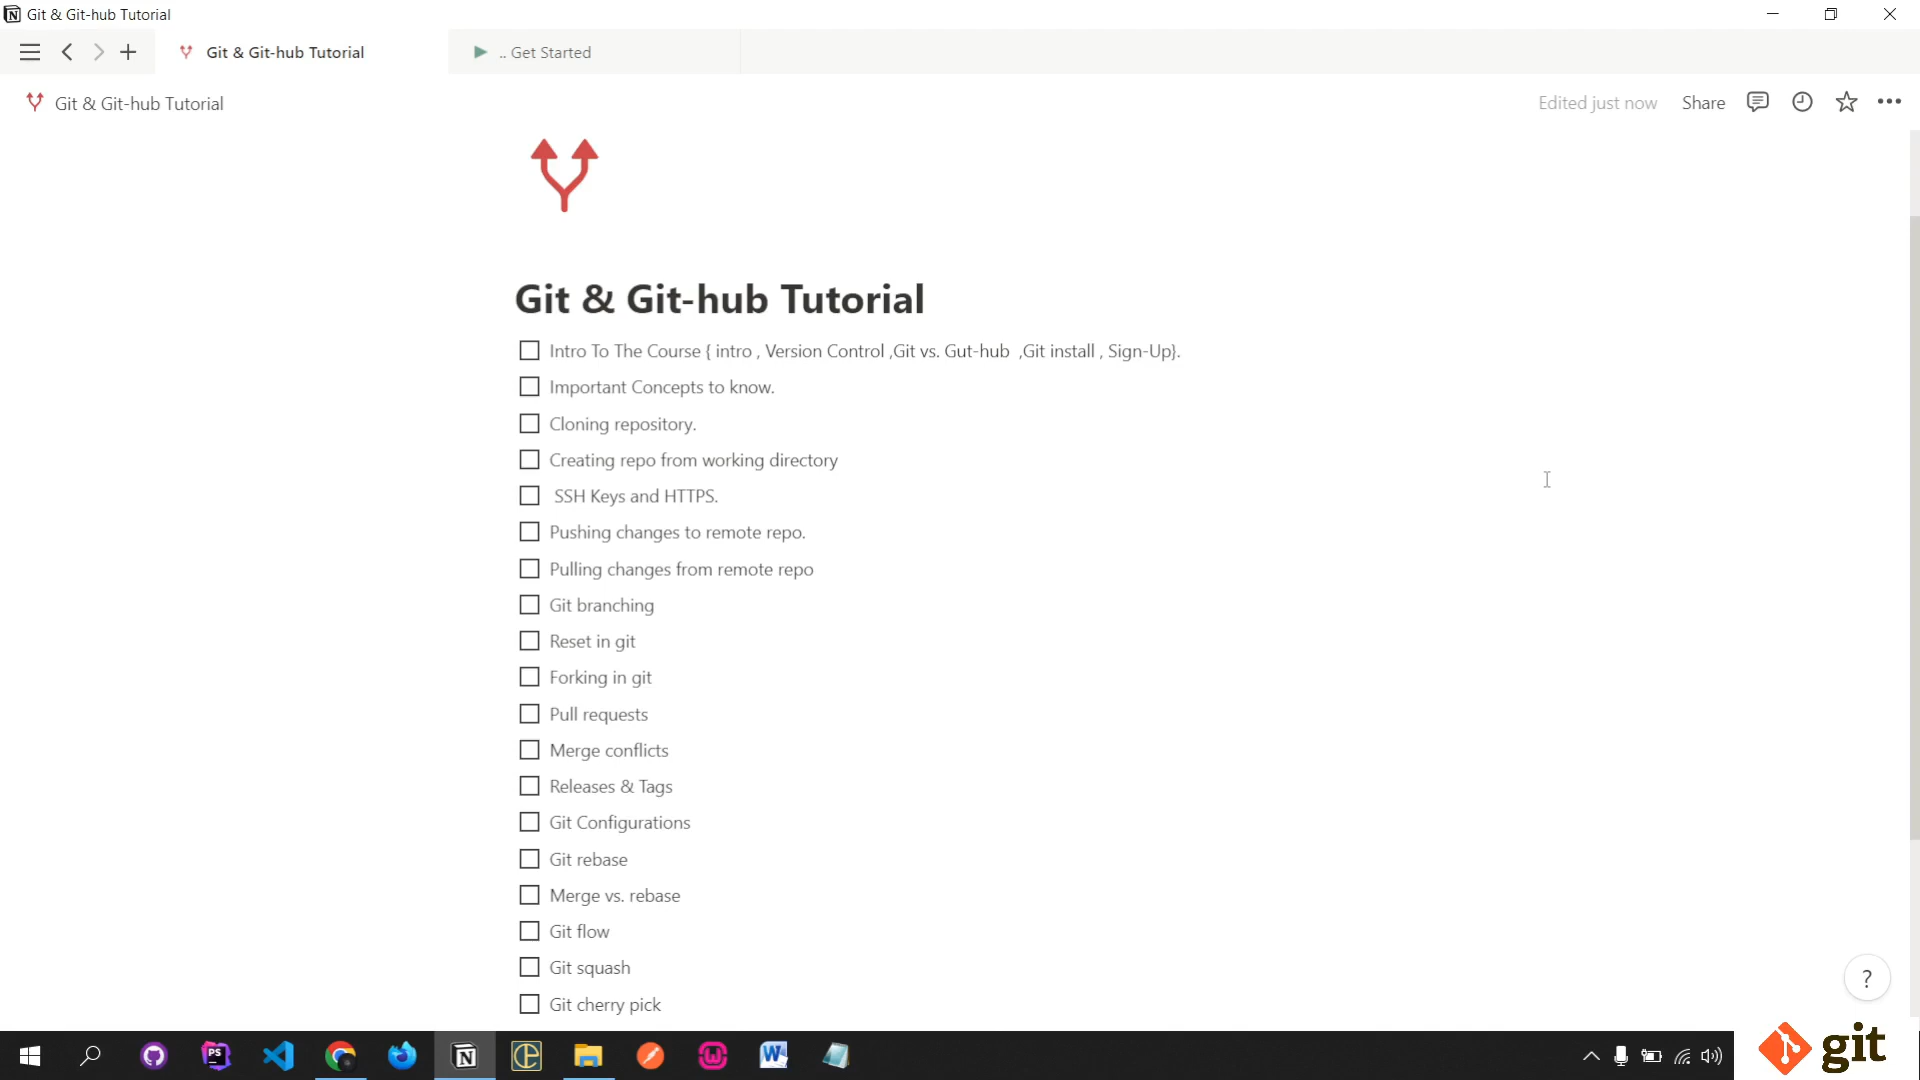 Git & Git-hub Tutorial
Git & Git-hub Tutorial
.. Get Started
Git & Git-hub Tutorial
Edited just now
Share
Git & Git-hub Tutorial
Intro To The Course { intro , Version Control ,Git vs. Gut-hub  ,Git install , Sign-Up}.
Important Concepts to know.
Cloning repository.
Creating repo from working directory
SSH Keys and HTTPS.
Pushing changes to remote repo.
Pulling changes from remote repo
Git branching
Reset in git
Forking in git
Pull requests
Merge conflicts
Releases & Tags
Git Configurations
Git rebase
Merge vs. rebase
Git flow
Git squash
Git cherry pick
?
PS
git